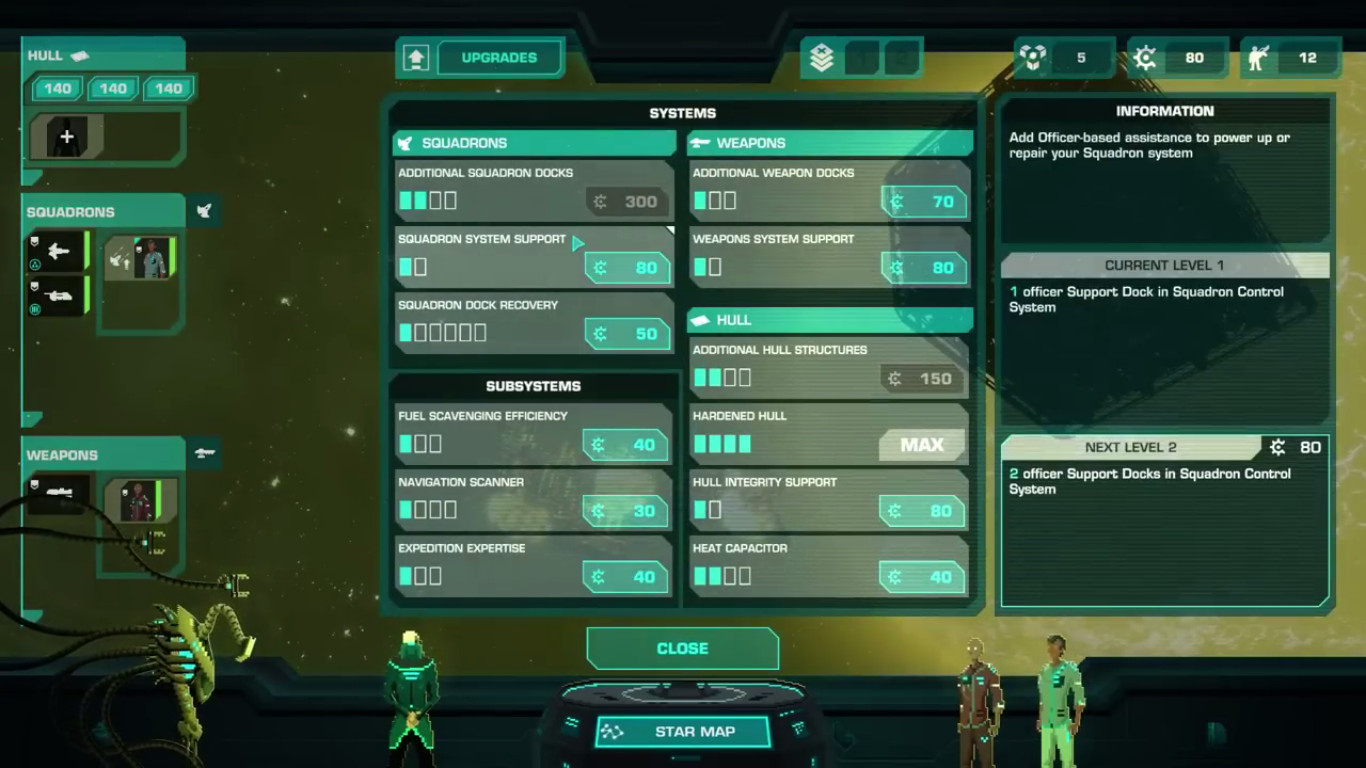 HULL
140 140 140
SQUADRONS
WEAPONS
UPGRADES
1 2
5
80
12
SYSTEMS
SQUADRONS
ADDITIONAL SQUADRON DOCKS
300
SQUADRON SYSTEM SUPPORT
80
SQUADRON DOCK RECOVERY
50
SUBSYSTEMS
FUEL SCAVENGING EFFICIENCY
40
NAVIGATION SCANNER
30
EXPEDITION EXPERTISE
40
WEAPONS
ADDITIONAL WEAPON DOCKS
70
WEAPONS SYSTEM SUPPORT
80
HULL
ADDITIONAL HULL STRUCTURES
150
HARDENED HULL
MAX
HULL INTEGRITY SUPPORT
80
HEAT CAPACITOR
40
INFORMATION
Add Officer-based assistance to power up or
repair your Squadron system
CURRENT LEVEL 1
1 officer Support Dock in Squadron Control
System
NEXT LEVEL 2
80
2 officer Support Docks in Squadron Control
System
CLOSE
STAR MAP